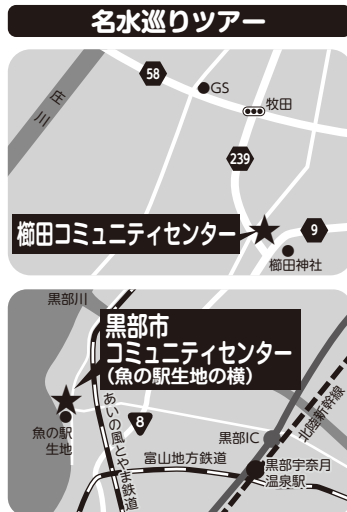 名水巡りツアー
58
GS
庄川
牧田
239
櫛田コミュニティセンター
9
櫛田神社
黒部川
黒部市
コミュニティセンター
(魚の駅生地の横)
あいの風とやま鉄道
8
魚の駅
生地
北陸新幹線
黒部IC
富山地方鉄道
黒部宇奈月
温泉駅